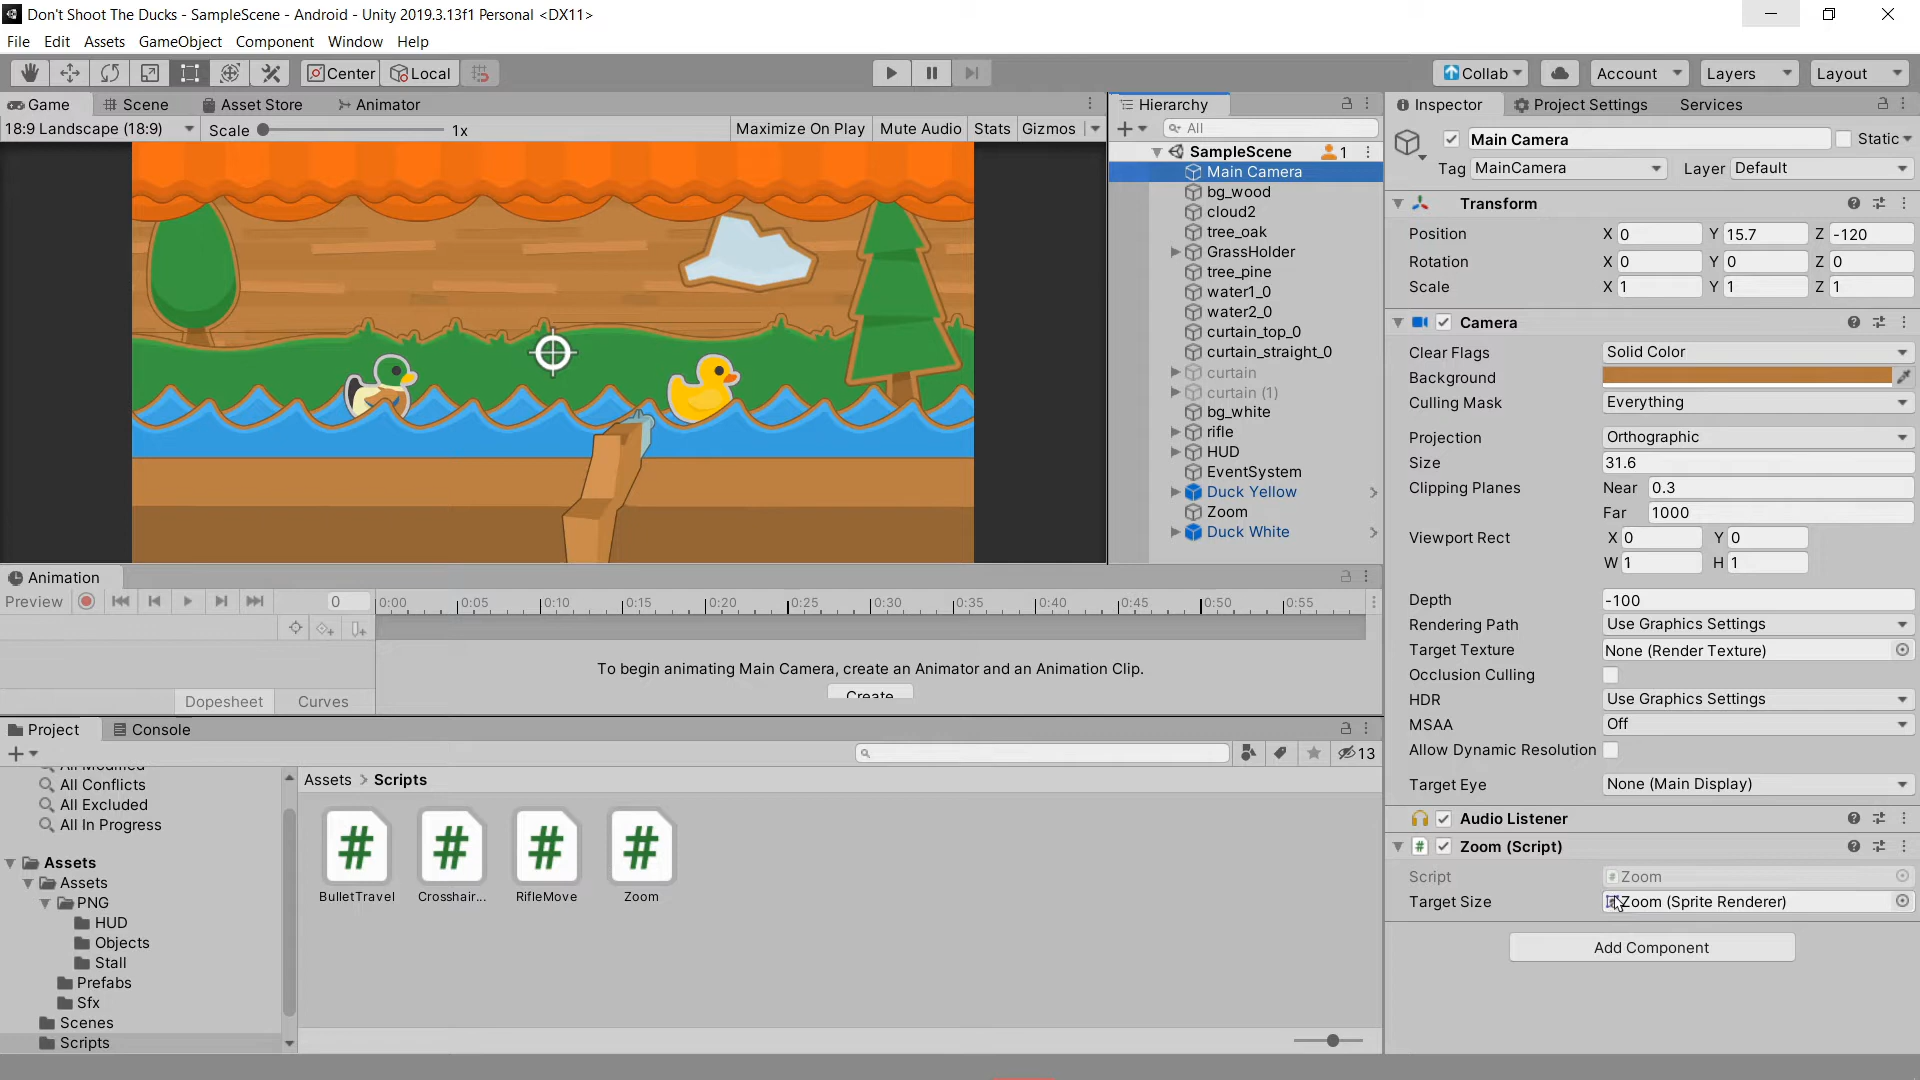 Don't Shoot The Ducks - SampleScene - Android - Unity 2019.3.13f1 Personal <DX11>
File Edit Assets GameObject Component Window Help
Center Local Collab Account Layers Layout
Game Scene Asset Store Animator
18:9 Landscape (18:9) Scale 1x Maximize On Play Mute Audio Stats Gizmos
Hierarchy
All
SampleScene 1
Main Camera
bg_wood
cloud2
tree_oak
GrassHolder
tree_pine
water1_0
water2_0
curtain_top_0
curtain_straight_0
curtain
curtain (1)
bg_white
rifle
HUD
EventSystem
Duck Yellow
Zoom
Duck White
Inspector Project Settings Services
Main Camera Static
Tag MainCamera Layer Default
Transform
Position X 0 Y 15.7 Z -120
Rotation X 0 Y 0 Z 0
Scale X 1 Y 1 Z 1
Camera
Clear Flags Solid Color
Background
Culling Mask Everything
Projection Orthographic
Size 31.6
Clipping Planes Near 0.3
Far 1000
Viewport Rect X 0 Y 0
W 1 H 1
Depth -100
Rendering Path Use Graphics Settings
Target Texture None (Render Texture)
Occlusion Culling
HDR Use Graphics Settings
MSAA Off
Allow Dynamic Resolution
Target Eye None (Main Display)
Audio Listener
Zoom (Script)
Script Zoom
Target Size Zoom (Sprite Renderer)
Add Component
Animation
Preview 0 0:00 0:05 0:10 0:15 0:20 0:25 0:30 0:35 0:40 0:45 0:50 0:55
To begin animating Main Camera, create an Animator and an Animation Clip.
Create
Dopesheet Curves
Project Console
13
All Modified
All Conflicts
All Excluded
All In Progress
Assets
Assets
PNG
HUD
Objects
Stall
Prefabs
Sfx
Scenes
Scripts
Assets > Scripts
BulletTravel Crosshair... RifleMove Zoom